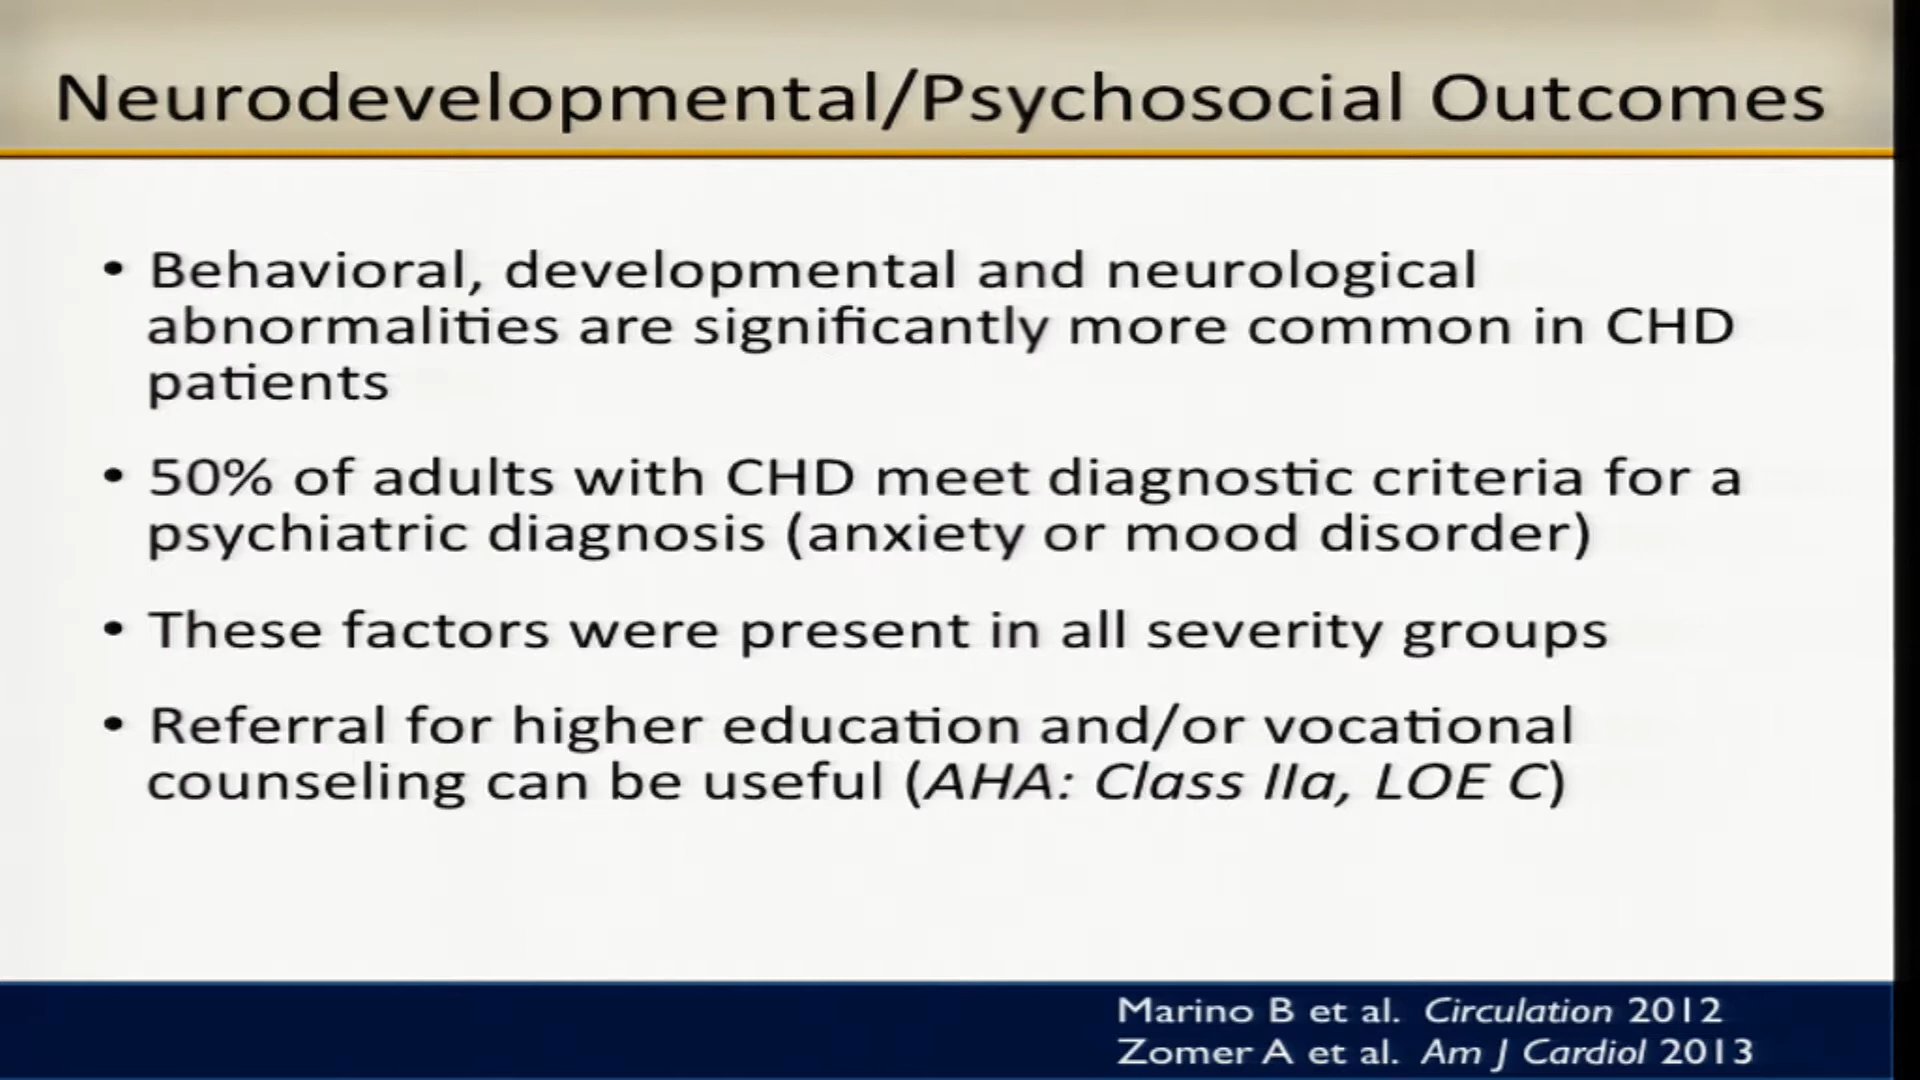 Neurodevelopmental/Psychosocial Outcomes
• Behavioral, developmental and neurological
abnormalities are significantly more common in CHD
patients
• 50% of adults with CHD meet diagnostic criteria for a
psychiatric diagnosis (anxiety or mood disorder)
• These factors were present in all severity groups
• Referral for higher education and/or vocational
counseling can be useful (AHA: Class IIa, LOE C)
Marino B et al. Circulation 2012
Zomer A et al. Am J Cardiol 2013